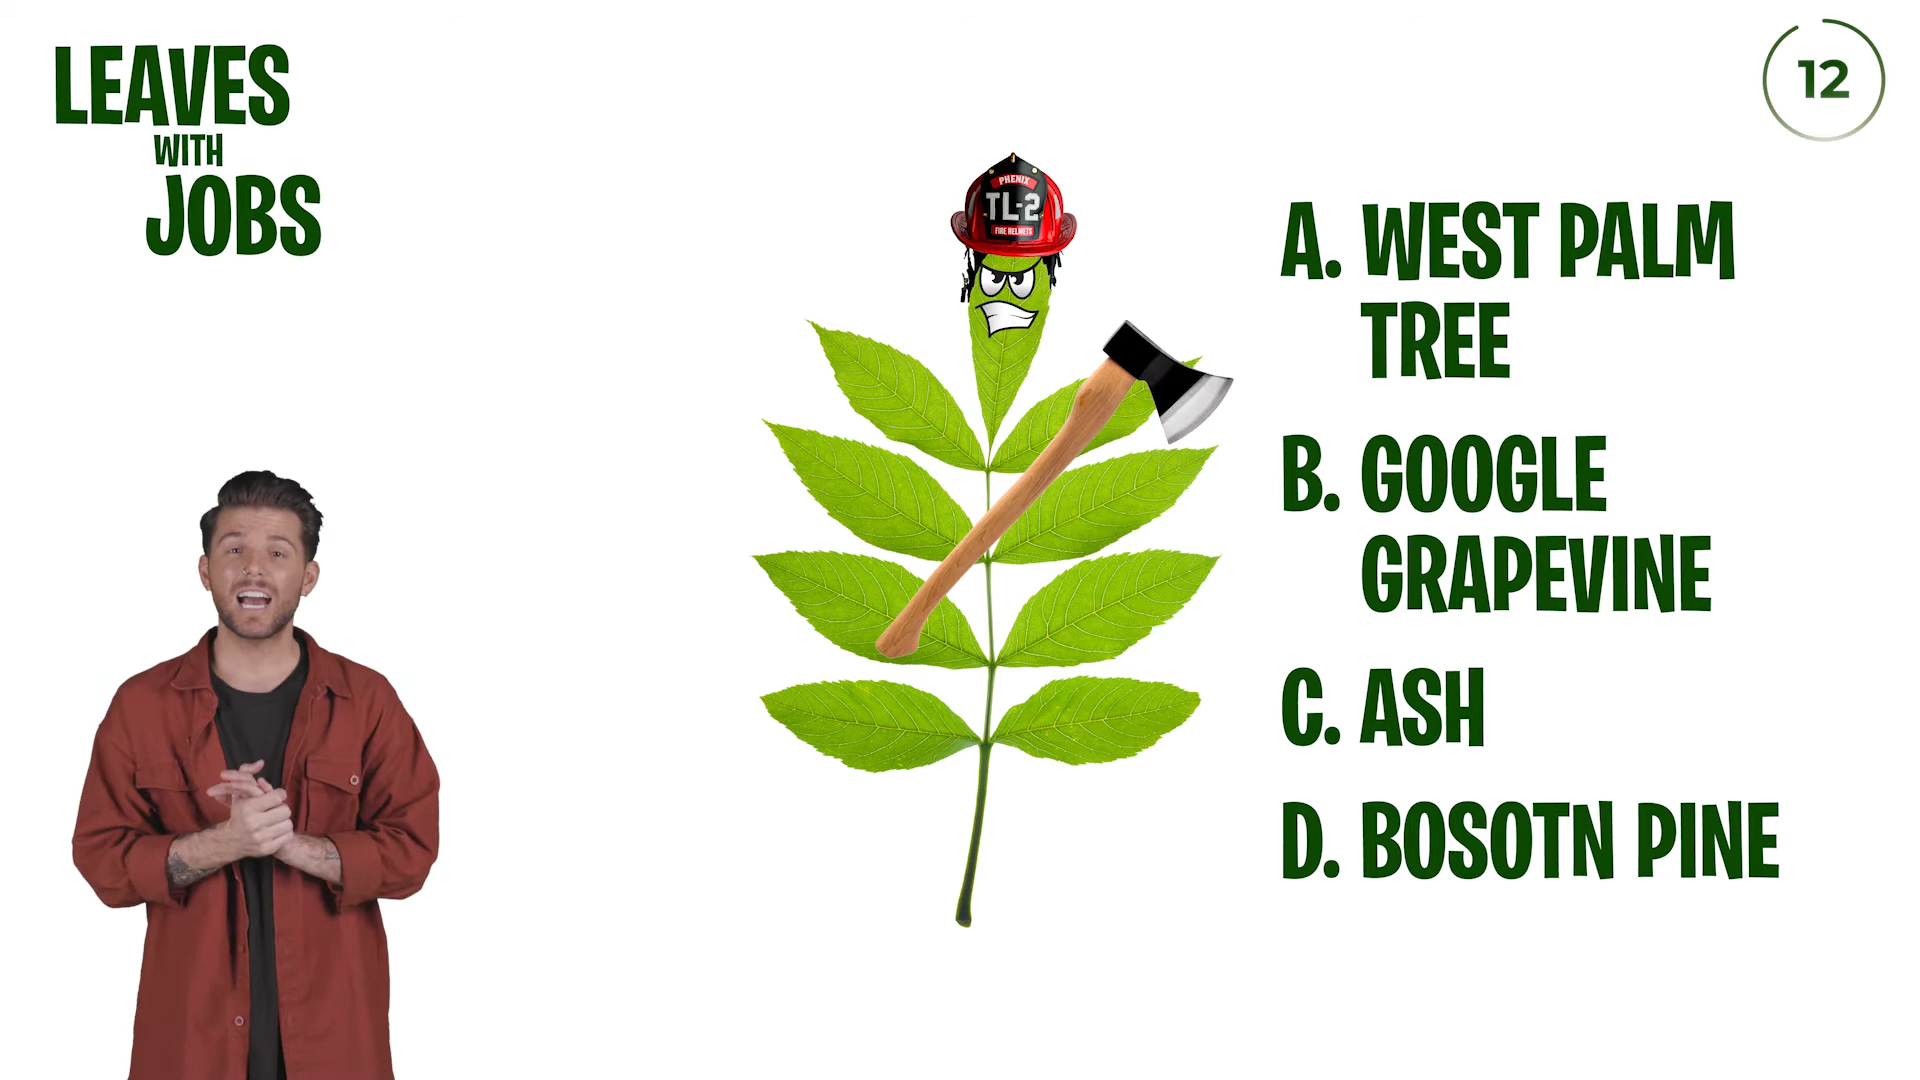 LEAVES
WITH
JOBS
12
PHENIX
TL-2
FIRE HELMETS
A. WEST PALM
TREE
B. GOOGLE
GRAPEVINE
C. ASH
D. BOSOTN PINE